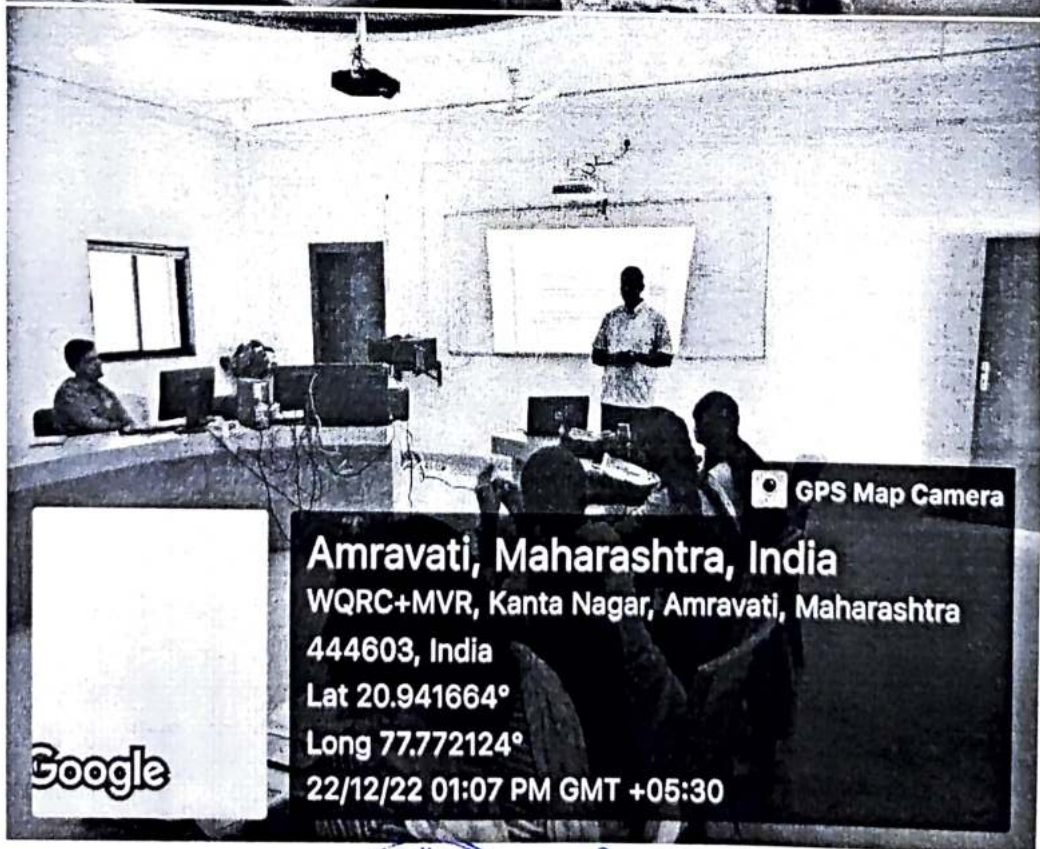 GPS Map Camera
Amravati, Maharashtra, India
WQRC+MVR, Kanta Nagar, Amravati, Maharashtra
444603, India
Lat 20.941664°
Long 77.772124°
22/12/22 01:07 PM GMT +05:30
Google